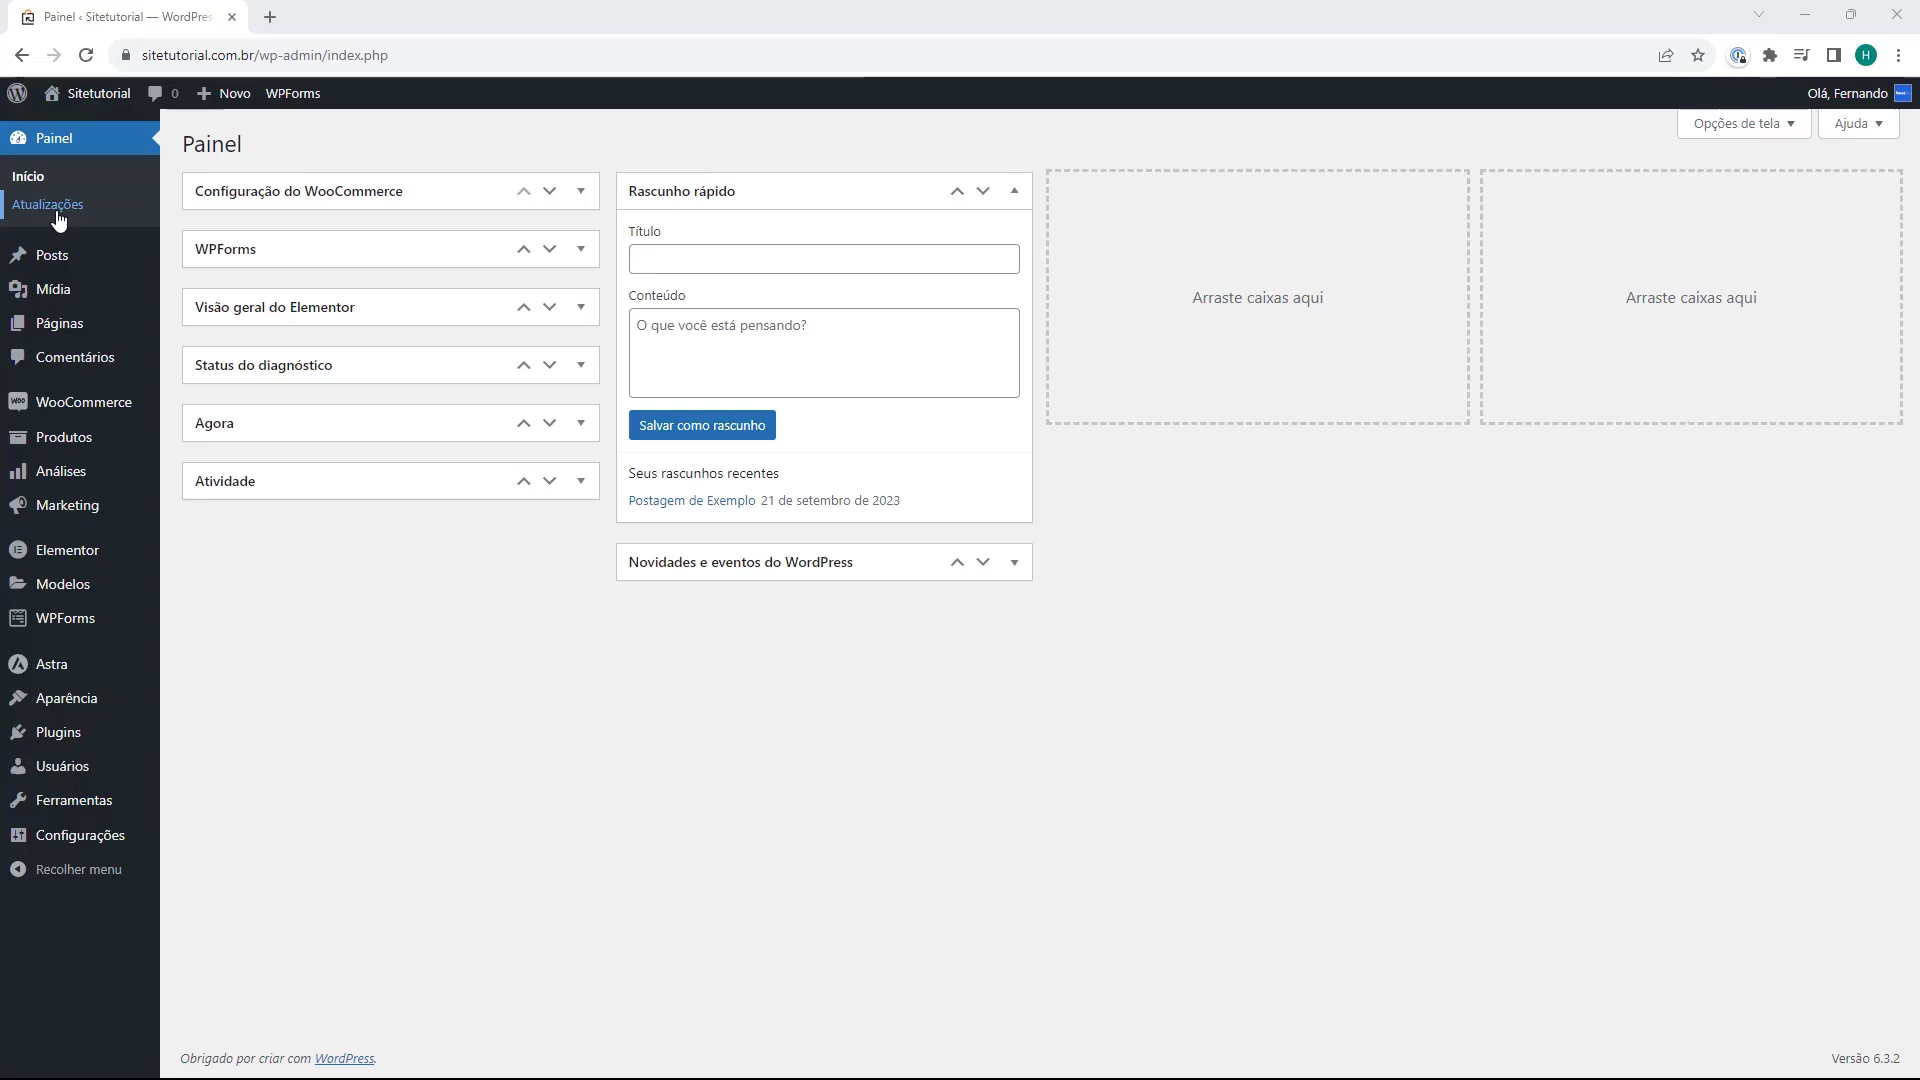 Painel ‹ Sitetutorial — WordPres
sitetutorial.com.br/wp-admin/index.php
H
Sitetutorial
0
Novo
WPForms
Olá, Fernando
Painel
Início
Atualizações
Posts
Mídia
Páginas
Comentários
WooCommerce
Produtos
Análises
Marketing
Elementor
Modelos
WPForms
Astra
Aparência
Plugins
Usuários
Ferramentas
Configurações
Recolher menu
Opções de tela
Ajuda
Painel
Configuração do WooCommerce
WPForms
Visão geral do Elementor
Status do diagnóstico
Agora
Atividade
Rascunho rápido
Título
Conteúdo
O que você está pensando?
Salvar como rascunho
Seus rascunhos recentes
Postagem de Exemplo 21 de setembro de 2023
Novidades e eventos do WordPress
Arraste caixas aqui
Arraste caixas aqui
Obrigado por criar com WordPress.
Versão 6.3.2